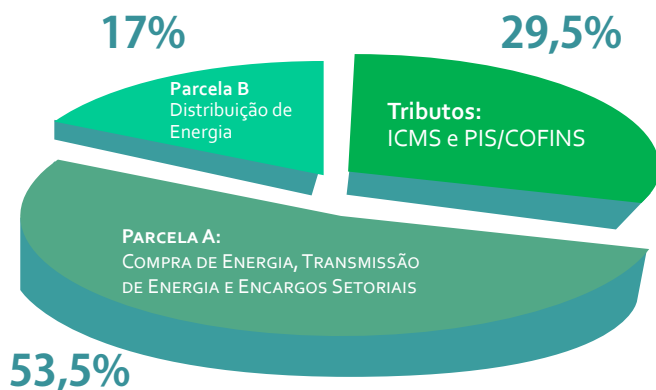 17%
29,5%
Parcela B
Distribuição de
Energia
Tributos:
ICMS e PIS/COFINS
PARCELA A:
COMPRA DE ENERGIA, TRANSMISSÃO
DE ENERGIA E ENCARGOS SETORIAIS
53,5%